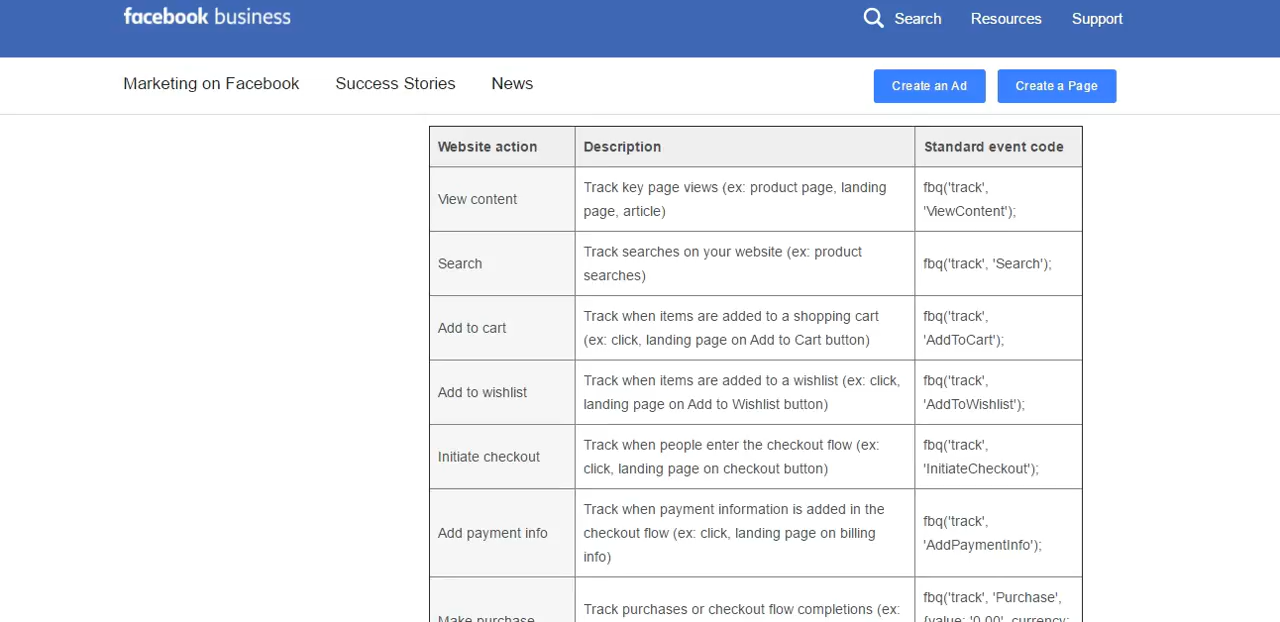 facebook business
Search Resources Support
Marketing on Facebook Success Stories News
Create an Ad Create a Page
Website action Description Standard event code
View content
Track key page views (ex: product page, landing
page, article)
fbq('track',
'ViewContent');
Search
Track searches on your website (ex: product
searches)
fbq('track', 'Search');
Add to cart
Track when items are added to a shopping cart
(ex: click, landing page on Add to Cart button)
fbq('track',
'AddToCart');
Add to wishlist
Track when items are added to a wishlist (ex: click,
landing page on Add to Wishlist button)
fbq('track',
'AddToWishlist');
Initiate checkout
Track when people enter the checkout flow (ex:
click, landing page on checkout button)
fbq('track',
'InitiateCheckout');
Add payment info
Track when payment information is added in the
checkout flow (ex: click, landing page on billing
info)
fbq('track',
'AddPaymentInfo');
Make purchase
Track purchases or checkout flow completions (ex:
fbq('track', 'Purchase',
{value: '0.00', currency: